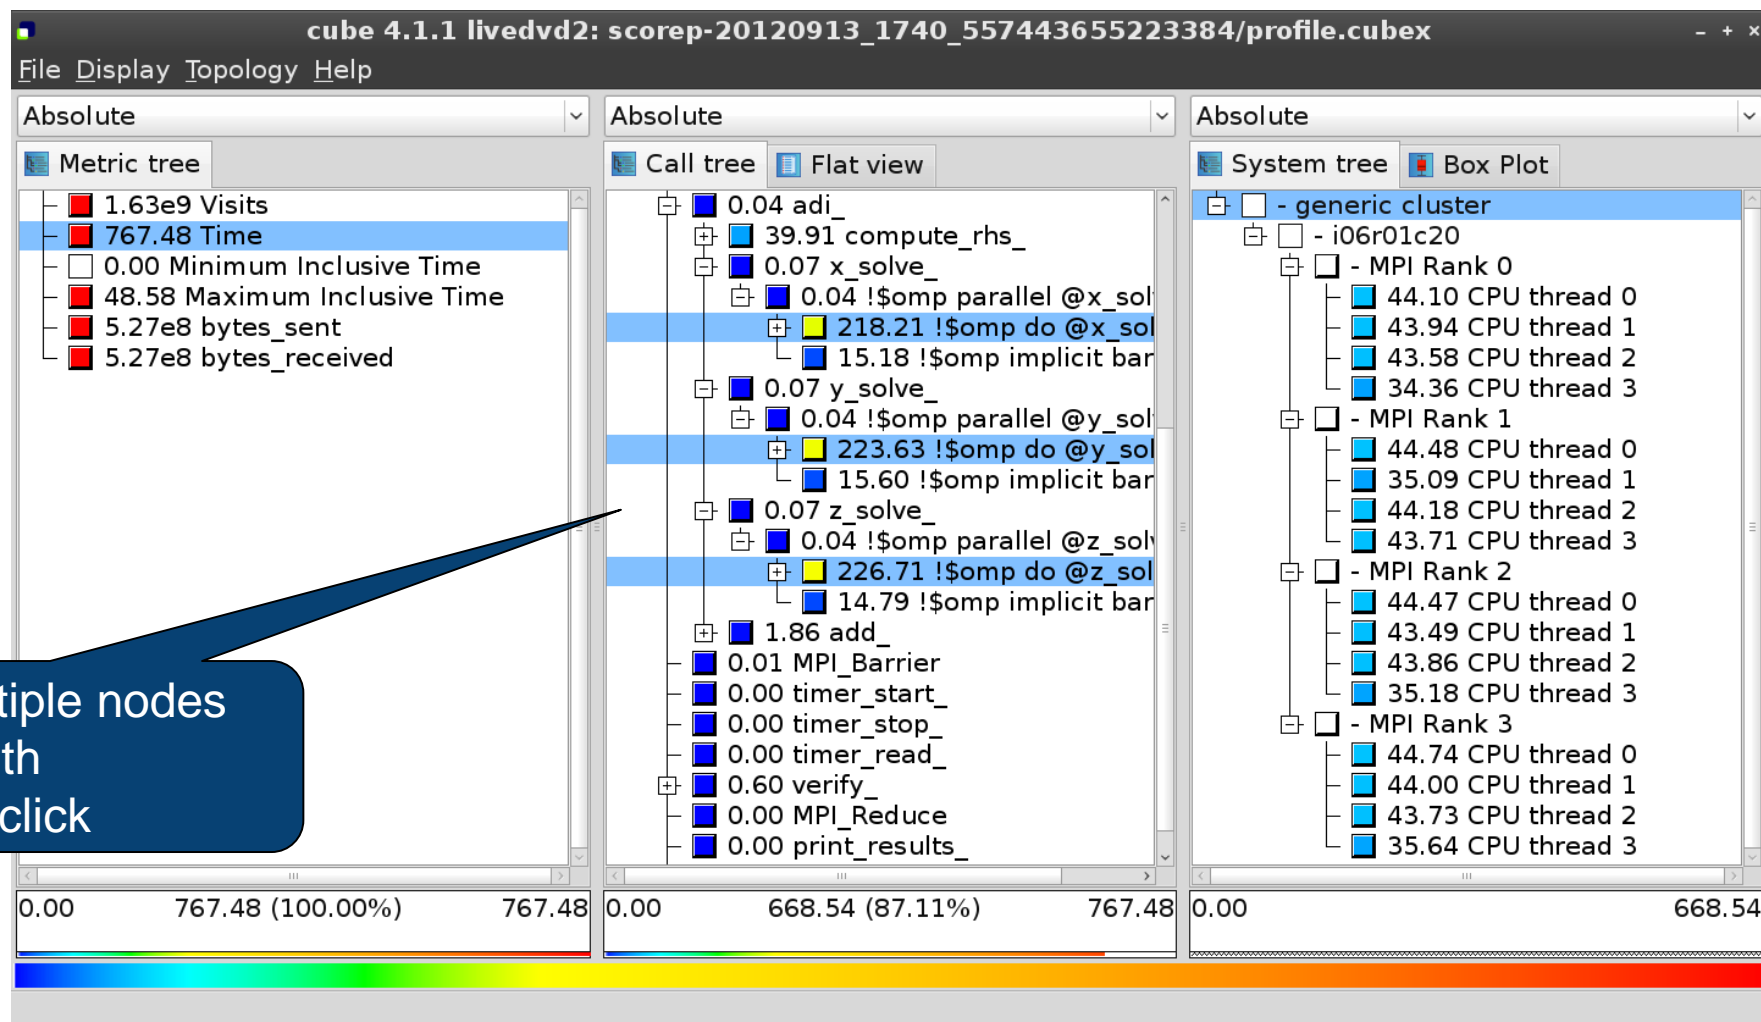 cube 4.1.1 livedvd2: scorep-20120913_1740_557443655223384/profile.cubex
File Display Topology Help
Absolute
Metric tree
1.63e9 Visits
767.48 Time
0.00 Minimum Inclusive Time
48.58 Maximum Inclusive Time
5.27e8 bytes_sent
5.27e8 bytes_received
tiple nodes
th
click
0.00 767.48 (100.00%) 767.48
Absolute
Call tree Flat view
0.04 adi_
39.91 compute_rhs_
0.07 x_solve_
0.04 !$omp parallel @x_sol
218.21 !$omp do @x_sol
15.18 !$omp implicit bar
0.07 y_solve_
0.04 !$omp parallel @y_sol
223.63 !$omp do @y_sol
15.60 !$omp implicit bar
0.07 z_solve_
0.04 !$omp parallel @z_solv
226.71 !$omp do @z_sol
14.79 !$omp implicit bar
1.86 add_
0.01 MPI_Barrier
0.00 timer_start_
0.00 timer_stop_
0.00 timer_read_
0.60 verify_
0.00 MPI_Reduce
0.00 print_results_
0.00 668.54 (87.11%) 767.48
Absolute
System tree Box Plot
- generic cluster
- i06r01c20
- MPI Rank 0
44.10 CPU thread 0
43.94 CPU thread 1
43.58 CPU thread 2
34.36 CPU thread 3
- MPI Rank 1
44.48 CPU thread 0
35.09 CPU thread 1
44.18 CPU thread 2
43.71 CPU thread 3
- MPI Rank 2
44.47 CPU thread 0
43.49 CPU thread 1
43.86 CPU thread 2
35.18 CPU thread 3
- MPI Rank 3
44.74 CPU thread 0
44.00 CPU thread 1
43.73 CPU thread 2
35.64 CPU thread 3
0.00 668.54